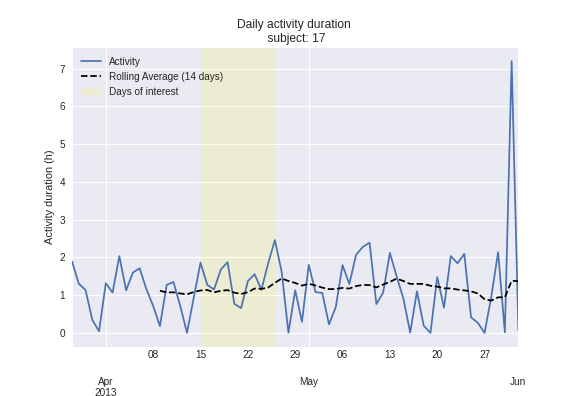 Daily activity duration
subject: 17
Activity
Rolling Average (14 days)
Days of interest
Activity duration (h)
7
6
5
4
3
2
1
0
08
15
22
29
06
13
20
27
Apr
2013
May
Jun